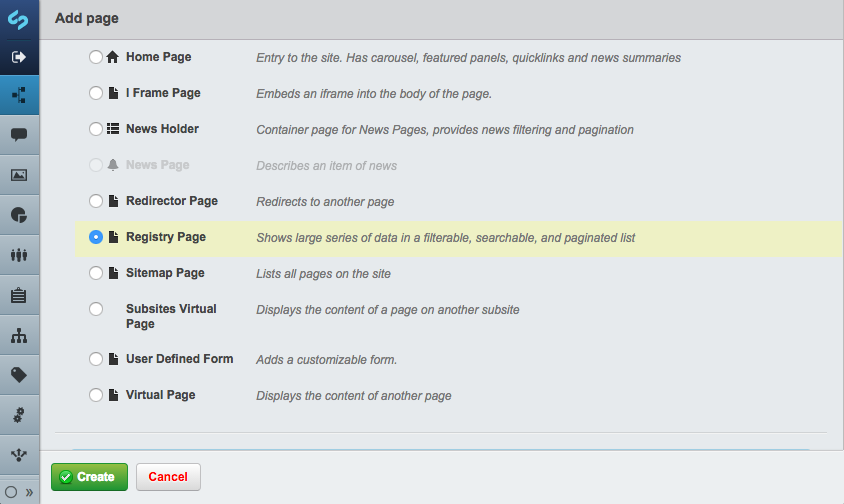 Add page
Home Page Entry to the site. Has carousel, featured panels, quicklinks and news summaries
I Frame Page Embeds an iframe into the body of the page.
News Holder Container page for News Pages, provides news filtering and pagination
News Page Describes an item of news
Redirector Page Redirects to another page
Registry Page Shows large series of data in a filterable, searchable, and paginated list
Sitemap Page Lists all pages on the site
Subsites Virtual Displays the content of a page on another subsite
Page
User Defined Form Adds a customizable form.
Virtual Page Displays the content of another page
Create Cancel
»